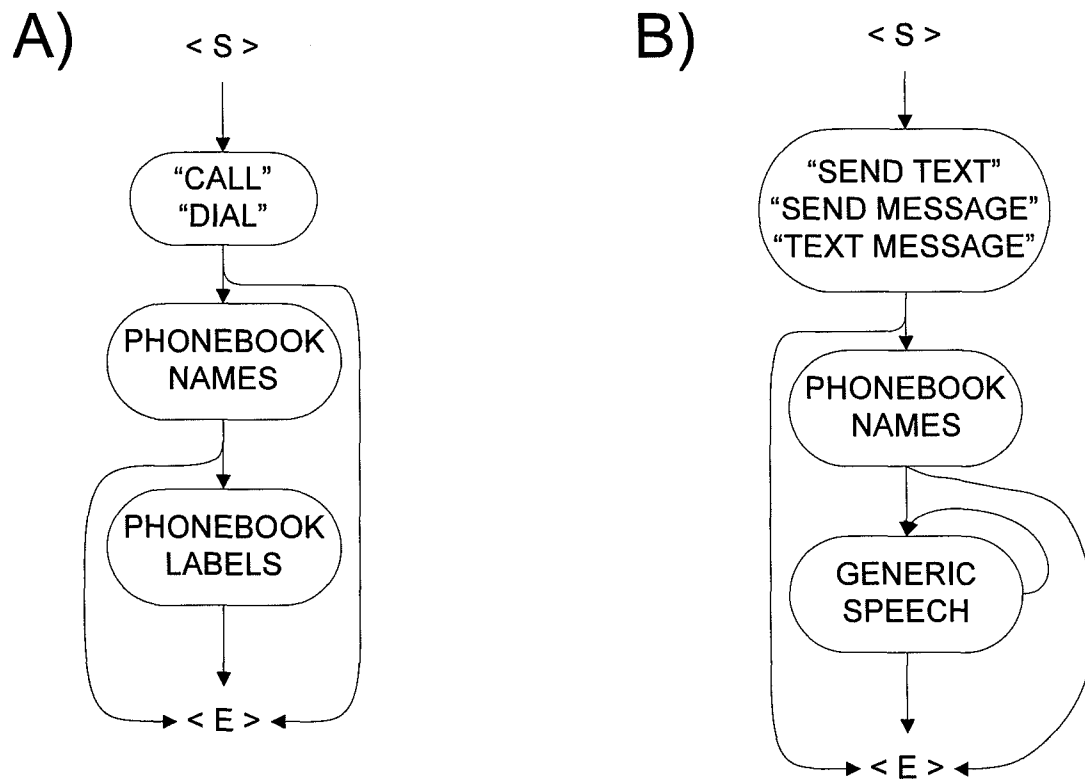 A)
< S >
“CALL”
“DIAL”
PHONEBOOK
NAMES
PHONEBOOK
LABELS
< E >
B)
< S >
“SEND TEXT”
“SEND MESSAGE”
“TEXT MESSAGE”
PHONEBOOK
NAMES
GENERIC
SPEECH
< E >